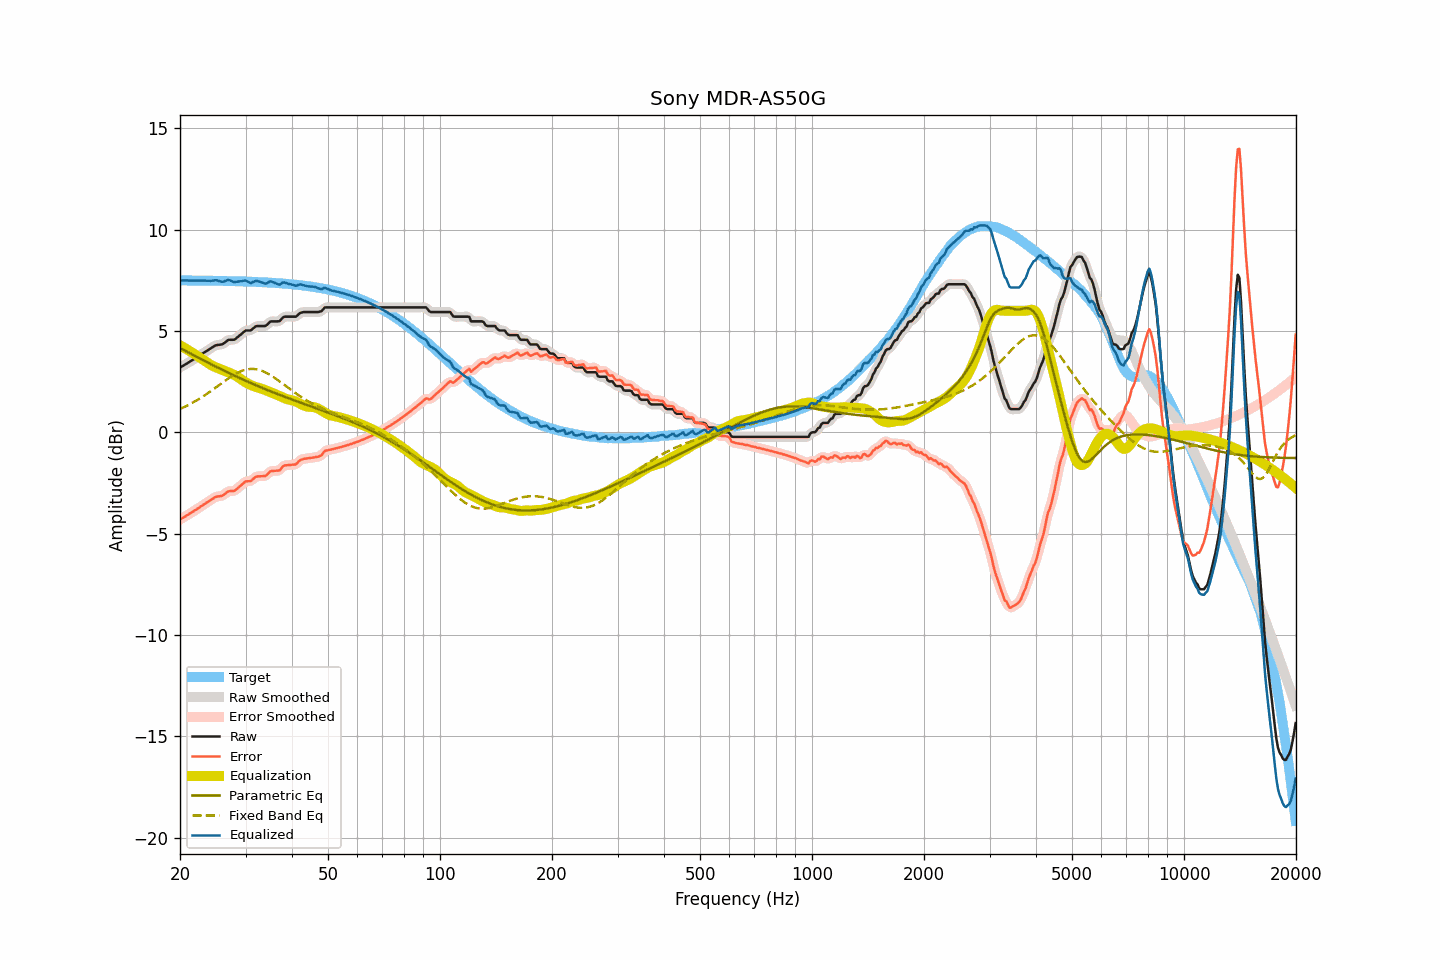 Sony MDR-AS50G
15
10
5
0
−5
−10
−15
−20
Amplitude (dBr)
Target
Raw Smoothed
Error Smoothed
Raw
Error
Equalization
Parametric Eq
Fixed Band Eq
Equalized
20 50 100 200 500 1000 2000 5000 10000 20000
Frequency (Hz)